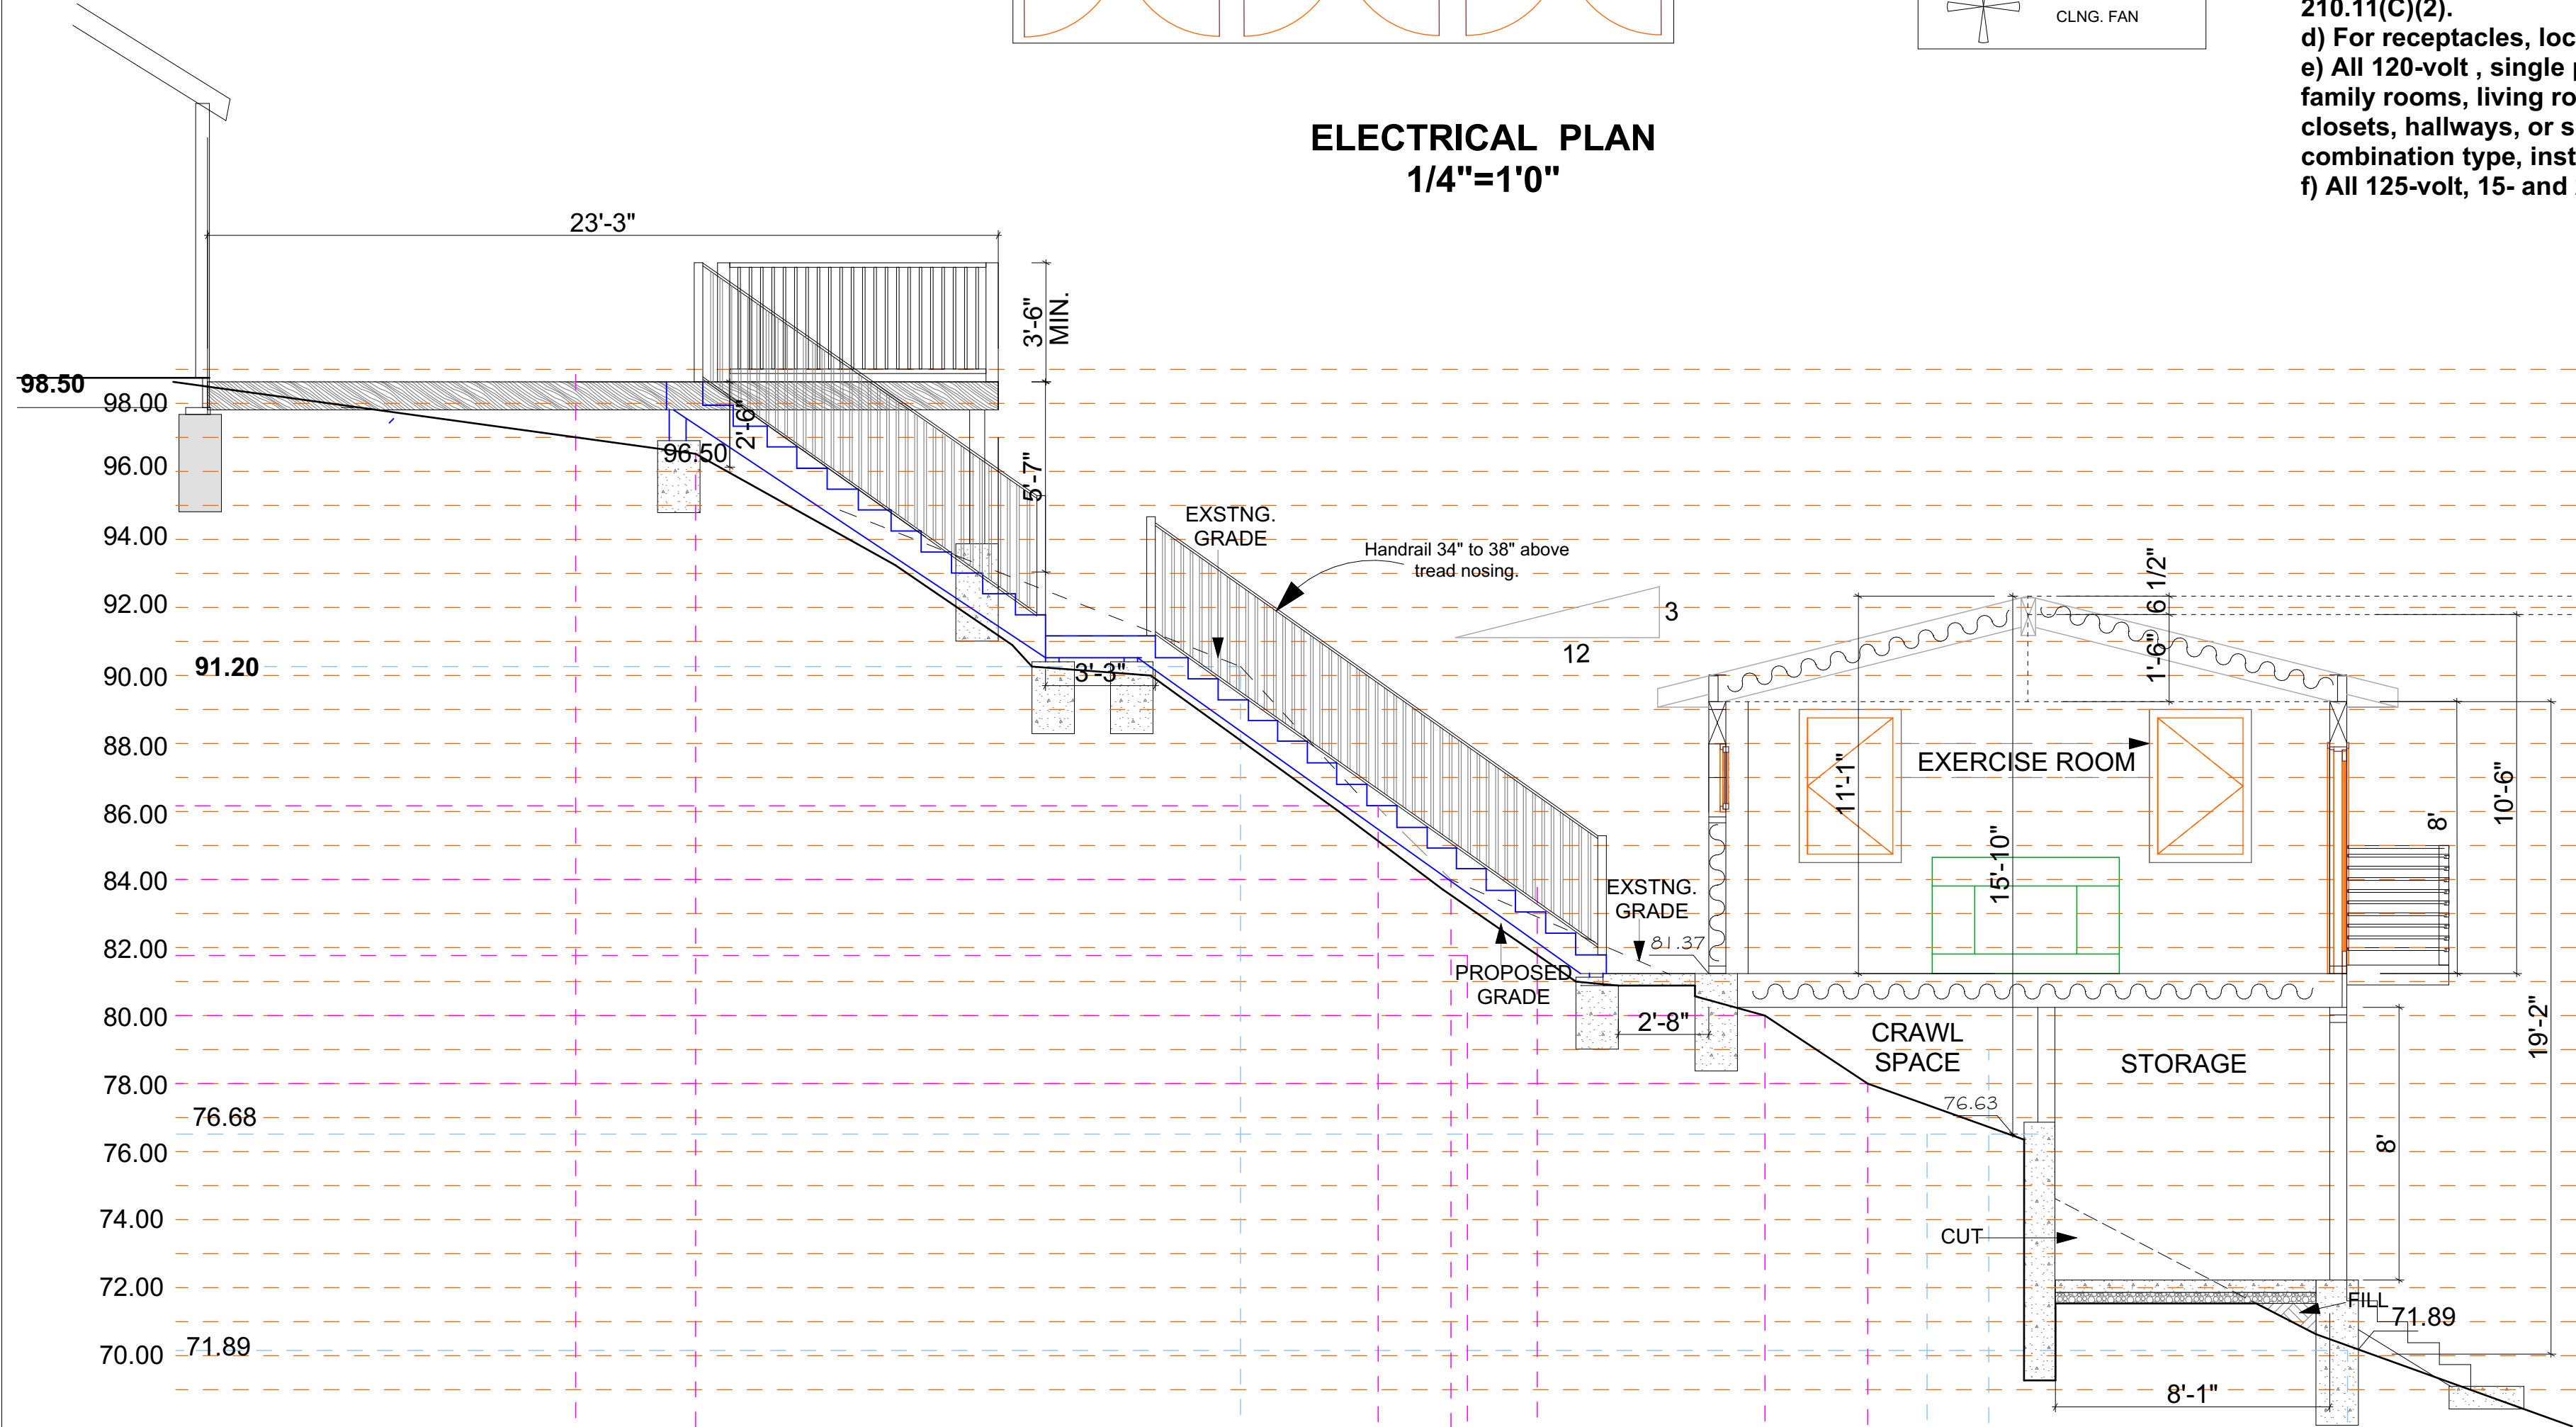 CLNG. FAN
210.11(C)(2).
d) For receptacles, loc
e) All 120-volt , single
family rooms, living ro
closets, hallways, or s
combination type, inst
f) All 125-volt, 15- and
ELECTRICAL PLAN
1/4"=1'0"
23'-3"
3'-6"
MIN.
98.50
98.00
2'-6"
96.50
96.00
5'-7"
94.00
EXSTNG.
GRADE
Handrail 34" to 38" above
tread nosing.
92.00
3
12
6 1/2"
1'-6"
91.20
90.00
3'-3"
88.00
EXERCISE ROOM
11'-1"
10'-6"
8'
86.00
15'-10"
84.00
EXSTNG.
GRADE
82.00
81.37
PROPOSED
GRADE
80.00
2'-8"
CRAWL
SPACE
STORAGE
19'-2"
78.00
76.68
76.63
76.00
8'
74.00
CUT
72.00
FILL
71.89
71.89
70.00
8'-1"